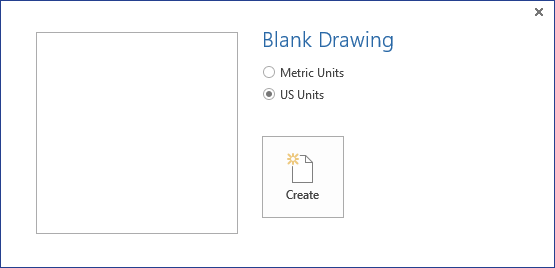 Blank Drawing
Metric Units
US Units
Create